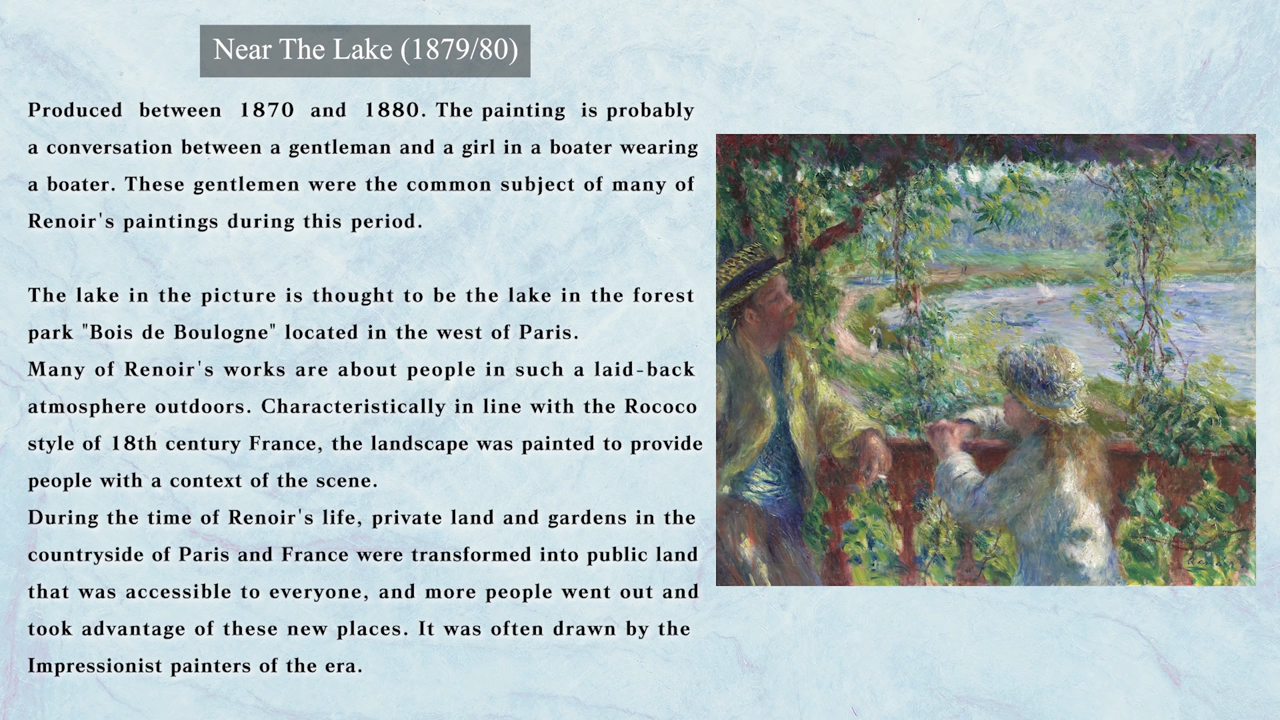 Near The Lake (1879/80)
Produced between 1870 and 1880. The painting is probably
a conversation between a gentleman and a girl in a boater wearing
a boater. These gentlemen were the common subject of many of
Renoir's paintings during this period.
The lake in the picture is thought to be the lake in the forest
park "Bois de Boulogne" located in the west of Paris.
Many of Renoir's works are about people in such a laid-back
atmosphere outdoors. Characteristically in line with the Rococo
style of 18th century France, the landscape was painted to provide
people with a context of the scene.
During the time of Renoir's life, private land and gardens in the
countryside of Paris and France were transformed into public land
that was accessible to everyone, and more people went out and
took advantage of these new places. It was often drawn by the
Impressionist painters of the era.